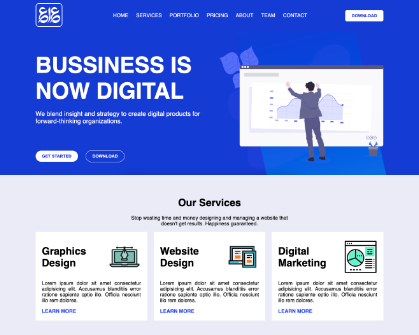 HOME SERVICES PORTFOLIO PRICING ABOUT TEAM CONTACT DOWNLOAD
BUSSINESS IS
NOW DIGITAL
We blend insight and strategy to create digital products for
forward-thinking organizations.
GET STARTED DOWNLOAD
Our Services
Stop wasting time and money designing and managing a website that
doesn't get results. Happiness guaranteed.
Graphics
Design
Lorem ipsum dolor sit amet consectetur
adipisicing elit. Accusamus blanditiis error
ratione sapiente optio elit. Officia nesciunt
illo rem dolores.
LEARN MORE
Website
Design
Lorem ipsum dolor sit amet consectetur
adipisicing elit. Accusamus blanditiis error
ratione sapiente optio elit. Officia nesciunt
illo rem dolores.
LEARN MORE
Digital
Marketing
Lorem ipsum dolor sit amet consectetur
adipisicing elit. Accusamus blanditiis error
ratione sapiente optio elit. Officia nesciunt
illo rem dolores.
LEARN MORE